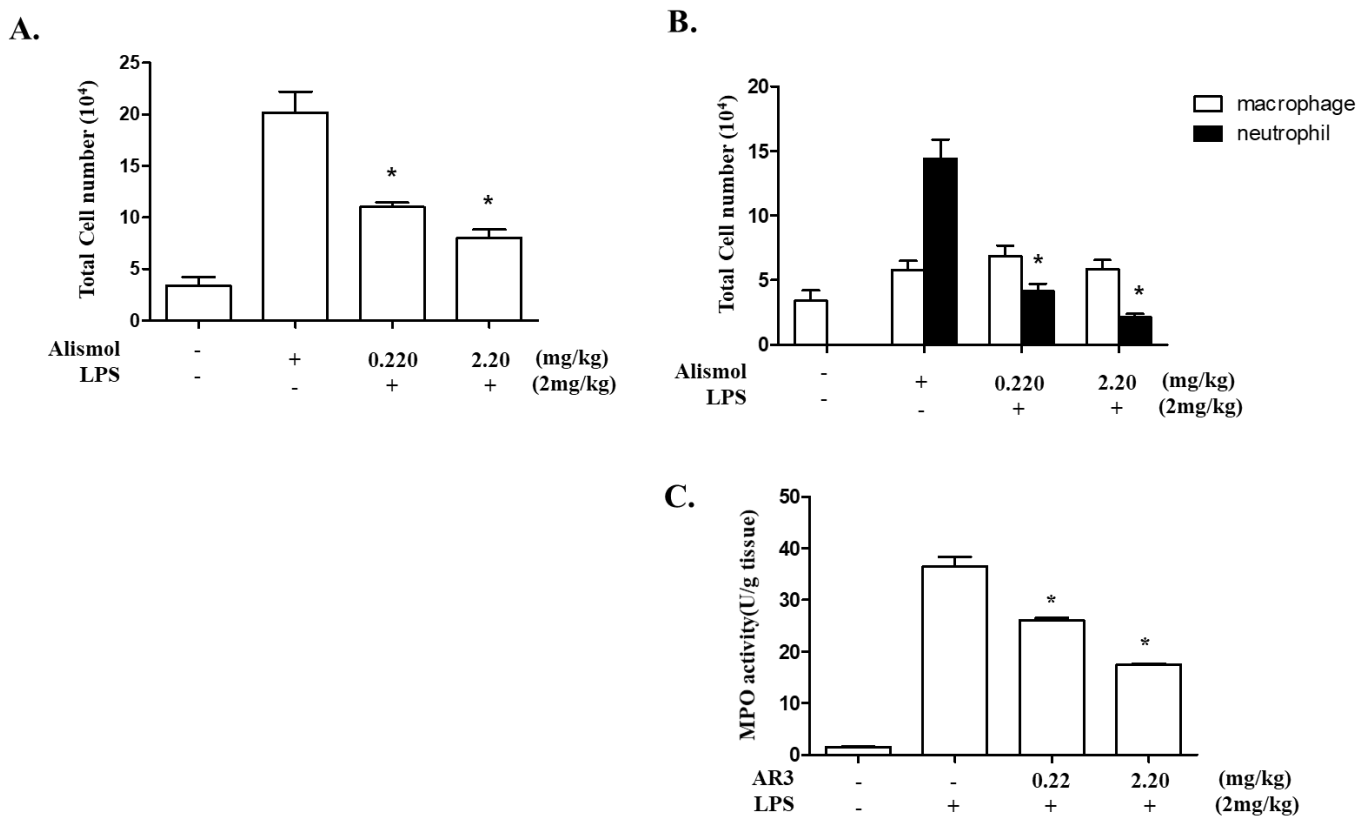 A.
Total Cell number (10⁴)
25
20
15
10
5
0
*
*
Alismol - + 0.220 2.20 (mg/kg)
LPS - - + + (2mg/kg)
B.
Total Cell number (10⁴)
20
15
10
5
0
*
*
macrophage
neutrophil
Alismol - + 0.220 2.20 (mg/kg)
LPS - - + + (2mg/kg)
C.
MPO activity(U/g tissue)
50
40
30
20
10
0
*
*
AR3 - - 0.22 2.20 (mg/kg)
LPS - + + + (2mg/kg)